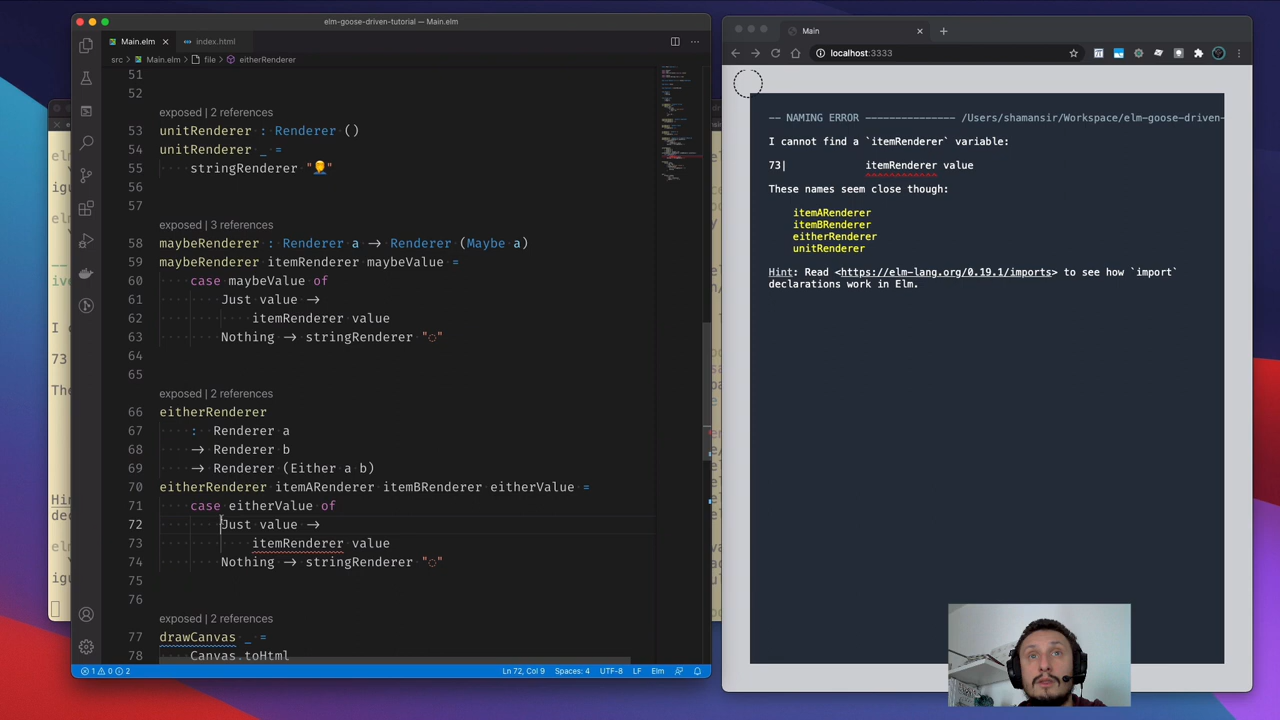 elm-goose-driven-tutorial — Main.elm
Main.elm
index.html
src > Main.elm > file > eitherRenderer
51
52
exposed | 2 references
53 unitRenderer : Renderer ()
54 unitRenderer _ =
55 stringRenderer "🧘"
56
57
exposed | 3 references
58 maybeRenderer : Renderer a → Renderer (Maybe a)
59 maybeRenderer itemRenderer maybeValue =
60 case maybeValue of
61 Just value →
62 itemRenderer value
63 Nothing → stringRenderer "◌"
64
65
exposed | 2 references
66 eitherRenderer
67 : Renderer a
68 → Renderer b
69 → Renderer (Either a b)
70 eitherRenderer itemARenderer itemBRenderer eitherValue =
71 case eitherValue of
72 Just value →
73 itemRenderer value
74 Nothing → stringRenderer "◌"
75
76
exposed | 2 references
77 drawCanvas _ =
78 Canvas.toHtml
1 0 2
Ln 72, Col 9 Spaces: 4 UTF-8 LF Elm
Main
localhost:3333
-- NAMING ERROR --------------- /Users/shamansir/Workspace/elm-goose-driven-
I cannot find a `itemRenderer` variable:
73| itemRenderer value
^^^^^^^^^^^^
These names seem close though:
itemARenderer
itemBRenderer
eitherRenderer
unitRenderer
Hint: Read <https://elm-lang.org/0.19.1/imports> to see how `import`
declarations work in Elm.